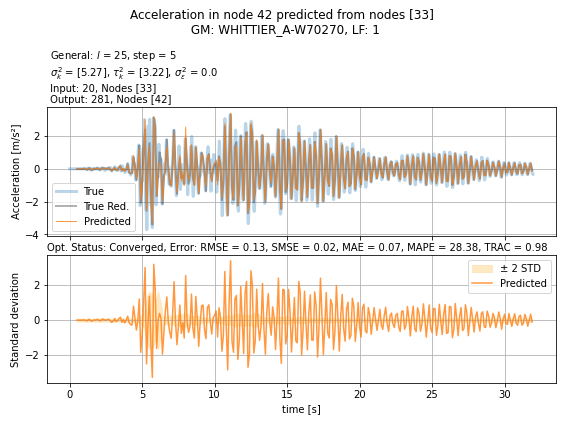 Acceleration in node 42 predicted from nodes [33]
GM: WHITTIER_A-W70270, LF: 1
General: l = 25, step = 5
σ²ₖ = [5.27], τ²ₖ = [3.22], σ²ₑ = 0.0
Input: 20, Nodes [33]
Output: 281, Nodes [42]
Acceleration [m/s²]
2
0
−2
−4
True
True Red.
Predicted
Opt. Status: Converged, Error: RMSE = 0.13, SMSE = 0.02, MAE = 0.07, MAPE = 28.38, TRAC = 0.98
Standard deviation
2
0
−2
± 2 STD
Predicted
0 5 10 15 20 25 30
time [s]